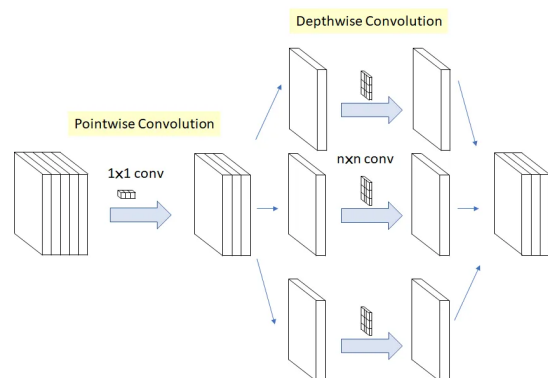 Depthwise Convolution
Pointwise Convolution
1x1 conv
nxn conv